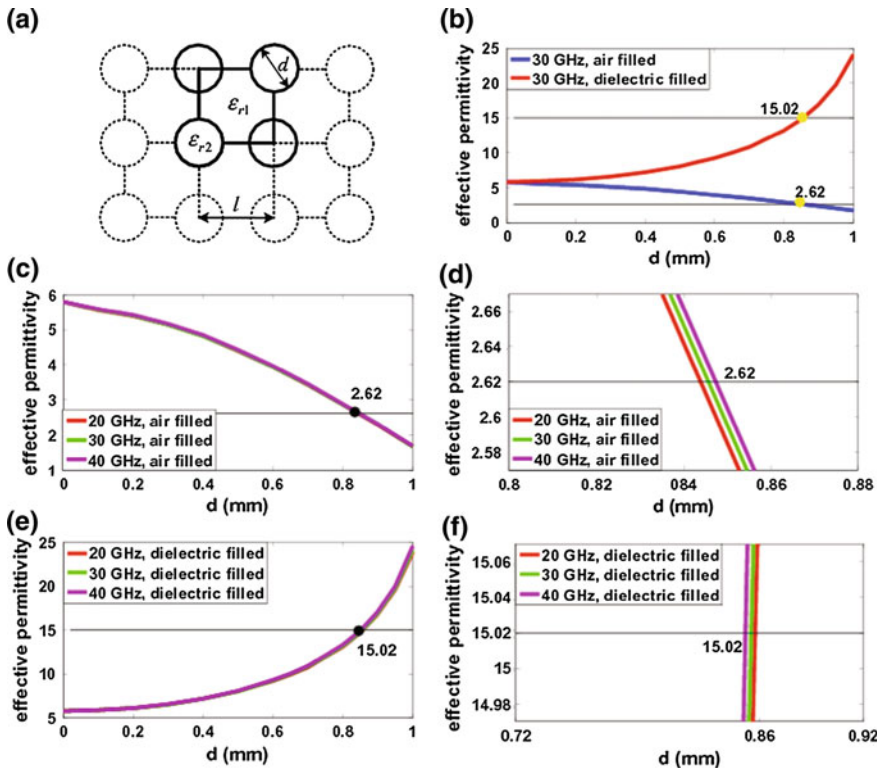 (a)
d
εr1
εr2
l
(b)
30 GHz, air filled
30 GHz, dielectric filled
15.02
2.62
effective permittivity
25
20
15
10
5
0
0 0.2 0.4 0.6 0.8 1
d (mm)
(c)
effective permittivity
6
5
4
3
2
1
2.62
20 GHz, air filled
30 GHz, air filled
40 GHz, air filled
0 0.2 0.4 0.6 0.8 1
d (mm)
(d)
effective permittivity
2.66
2.64
2.62
2.6
2.58
2.62
20 GHz, air filled
30 GHz, air filled
40 GHz, air filled
0.8 0.82 0.84 0.86 0.88
d (mm)
(e)
effective permittivity
25
20
15
10
5
20 GHz, dielectric filled
30 GHz, dielectric filled
40 GHz, dielectric filled
15.02
0 0.2 0.4 0.6 0.8 1
d (mm)
(f)
effective permittivity
15.06
15.04
15.02
15
14.98
20 GHz, dielectric filled
30 GHz, dielectric filled
40 GHz, dielectric filled
15.02
0.72 0.86 0.92
d (mm)